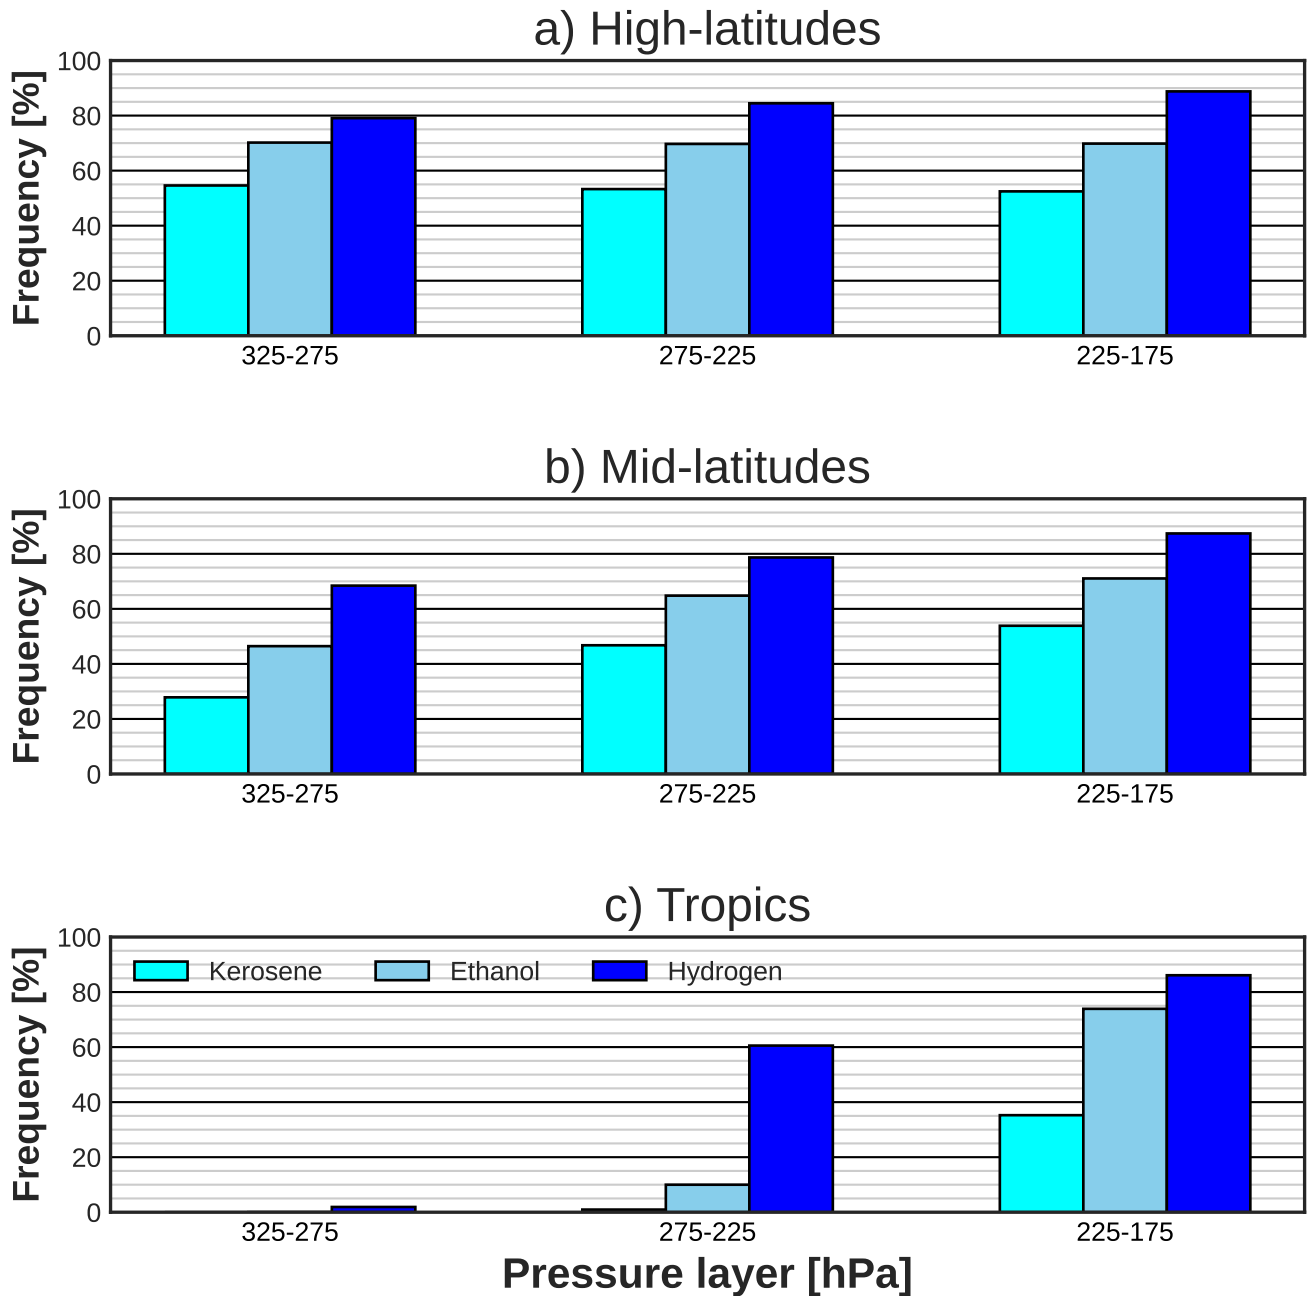 a) High-latitudes
Frequency [%]
100
80
60
40
20
0
325-275
275-225
225-175
b) Mid-latitudes
Frequency [%]
100
80
60
40
20
0
325-275
275-225
225-175
c) Tropics
Frequency [%]
100
80
60
40
20
0
Kerosene
Ethanol
Hydrogen
325-275
275-225
225-175
Pressure layer [hPa]